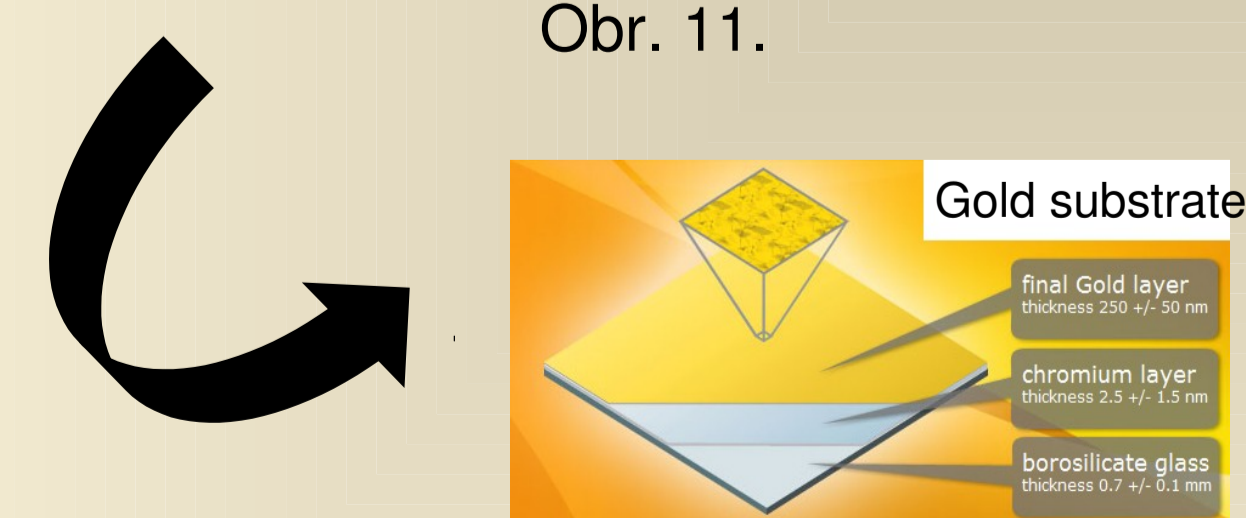 Obr. 11.
Gold substrate
final Gold layer
thickness 250 +/- 50 nm
chromium layer
thickness 2.5 +/- 1.5 nm
borosilicate glass
thickness 0.7 +/- 0.1 mm